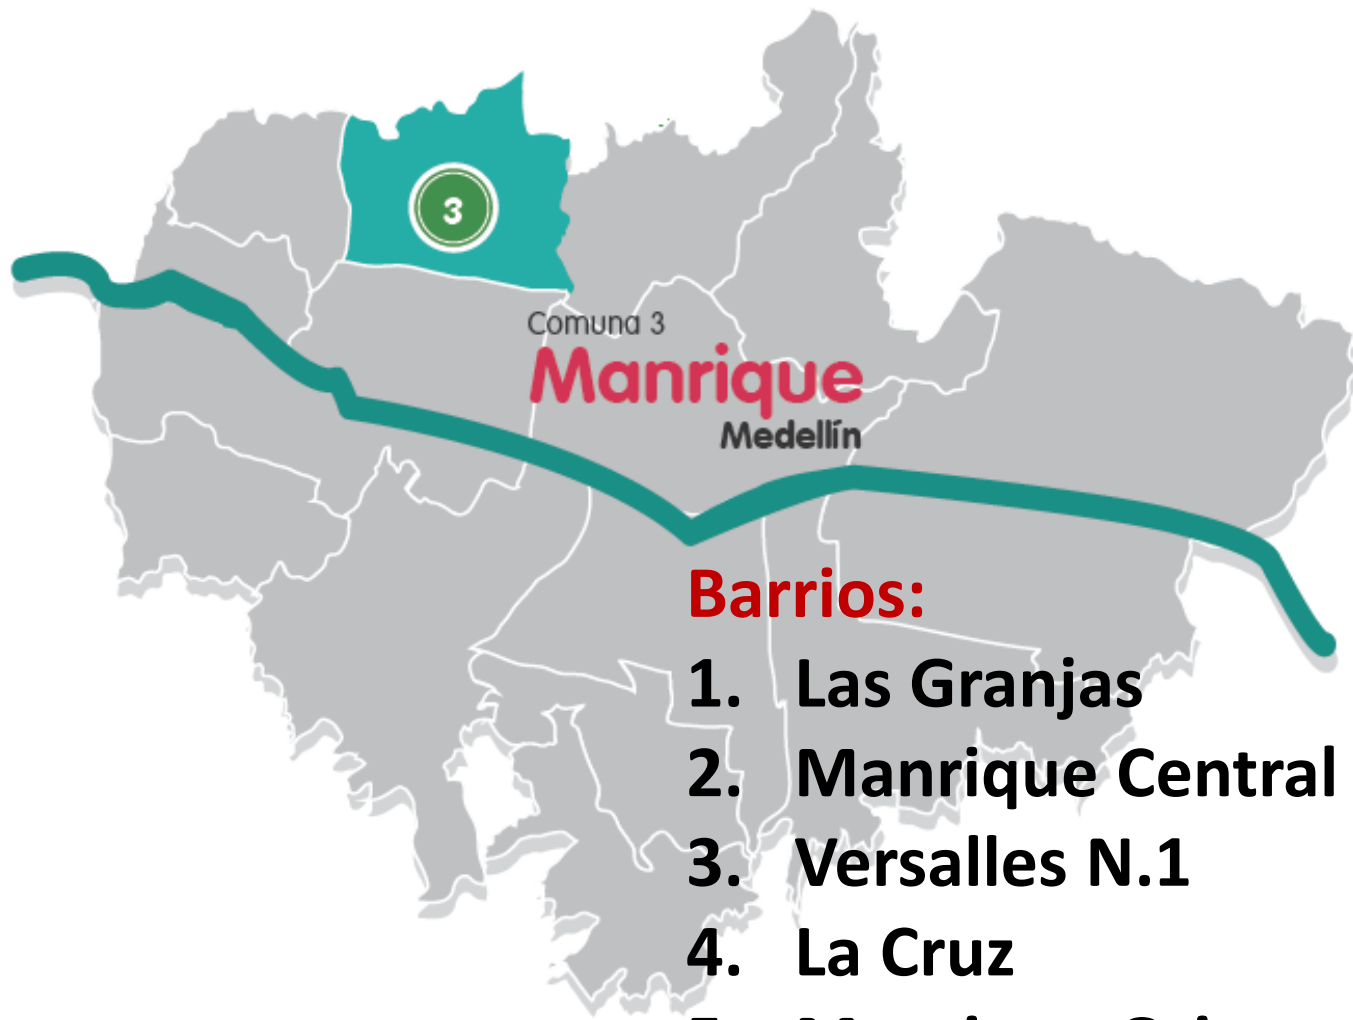 3
Comuna 3
Manrique
Medellín
Barrios:
1. Las Granjas
2. Manrique Central
3. Versalles N.1
4. La Cruz